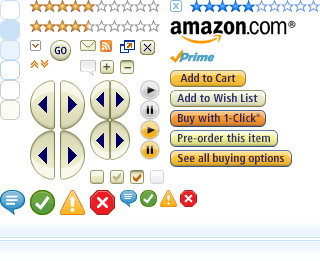 amazon.com®
GO
Prime
Add to Cart
Add to Wish List
Buy with 1-Click®
Pre-order this item
See all buying options